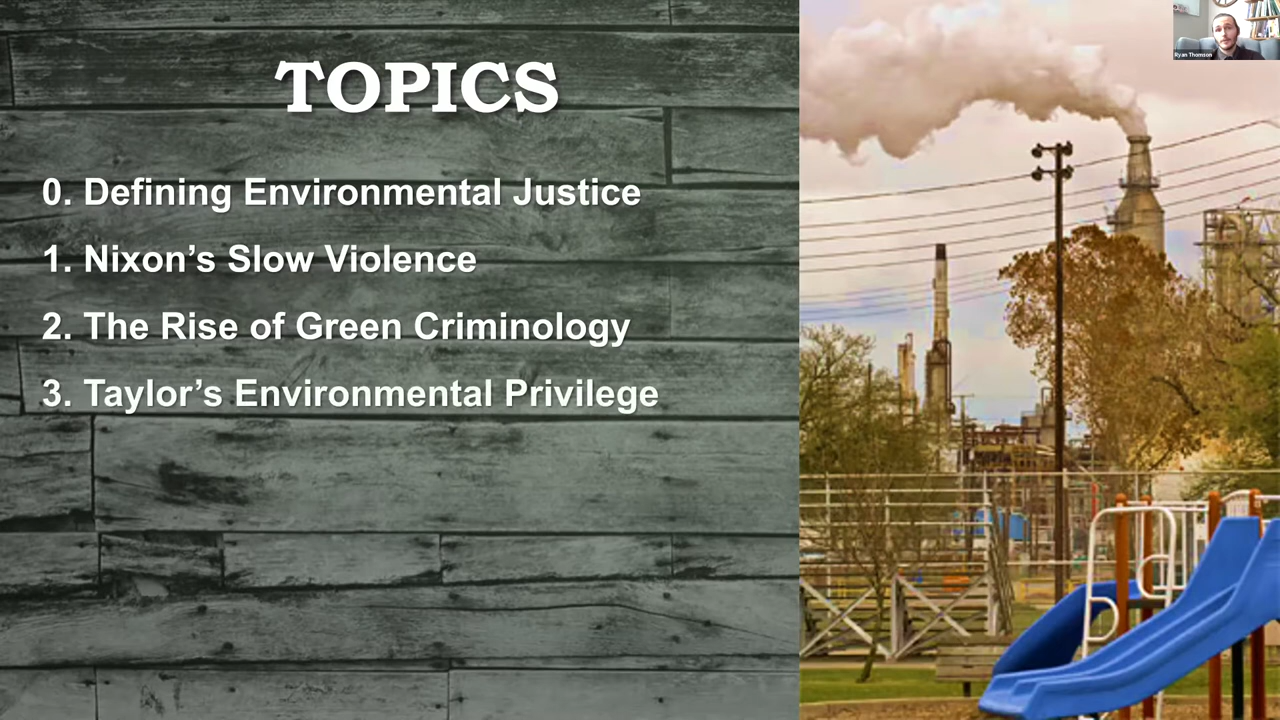 TOPICS
0. Defining Environmental Justice
1. Nixon’s Slow Violence
2. The Rise of Green Criminology
3. Taylor’s Environmental Privilege
Ryan Thomson